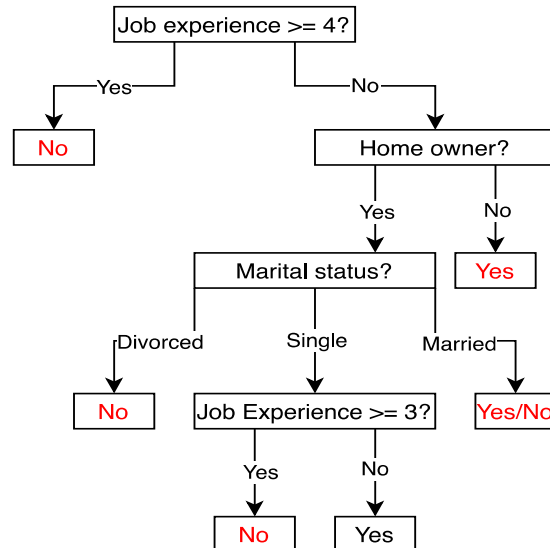 Job experience >= 4?
Yes
No
No
Home owner?
Yes
No
Marital status?
Yes
Divorced
Single
Married
No
Job Experience >= 3?
Yes/No
Yes
No
No
Yes